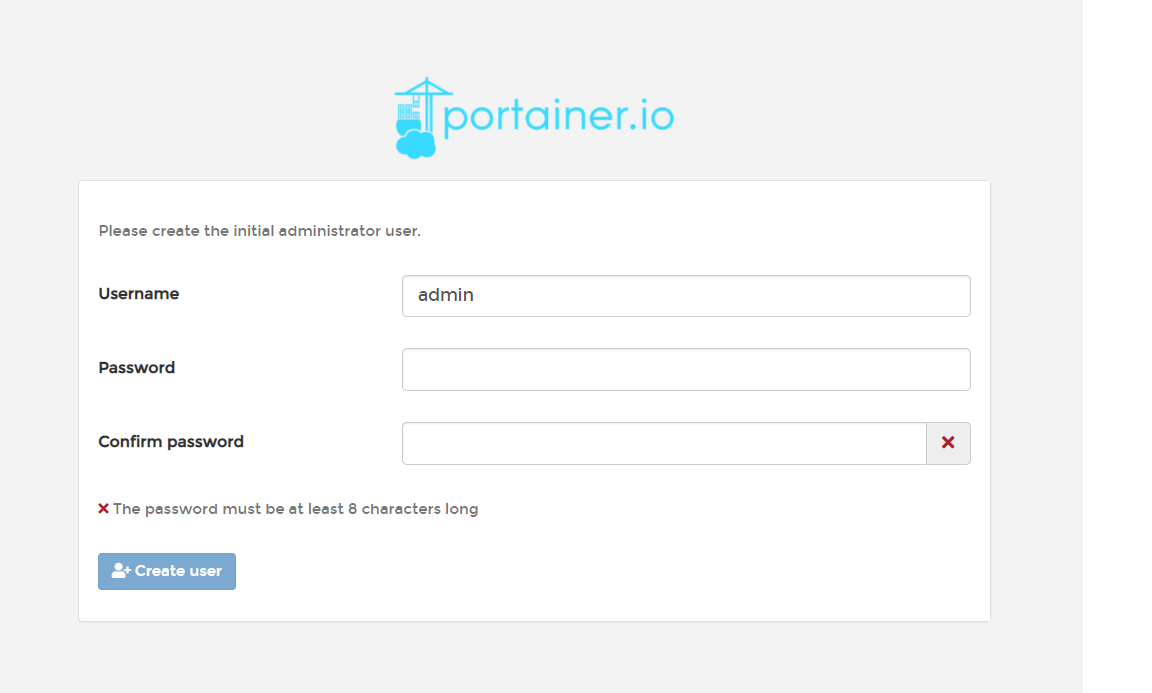 portainer.io
Please create the initial administrator user.
Username
admin
Password
Confirm password
The password must be at least 8 characters long
Create user